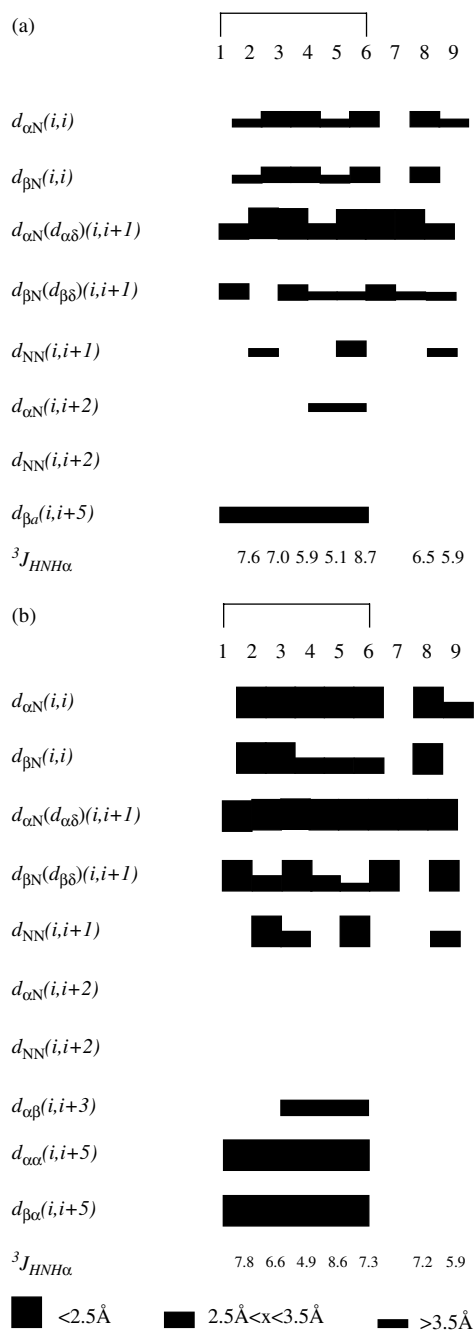 (a)
1 2 3 4 5 6 7 8 9
dαN(i,i)
dβN(i,i)
dαN(dαδ)(i,i+1)
dβN(dβδ)(i,i+1)
dNN(i,i+1)
dαN(i,i+2)
dNN(i,i+2)
dβa(i,i+5)
³JHNHα 7.6 7.0 5.9 5.1 8.7 6.5 5.9
(b)
1 2 3 4 5 6 7 8 9
dαN(i,i)
dβN(i,i)
dαN(dαδ)(i,i+1)
dβN(dβδ)(i,i+1)
dNN(i,i+1)
dαN(i,i+2)
dNN(i,i+2)
dαβ(i,i+3)
dαα(i,i+5)
dβα(i,i+5)
³JHNHα 7.8 6.6 4.9 8.6 7.3 7.2 5.9
<2.5Å 2.5Å<x<3.5Å >3.5Å